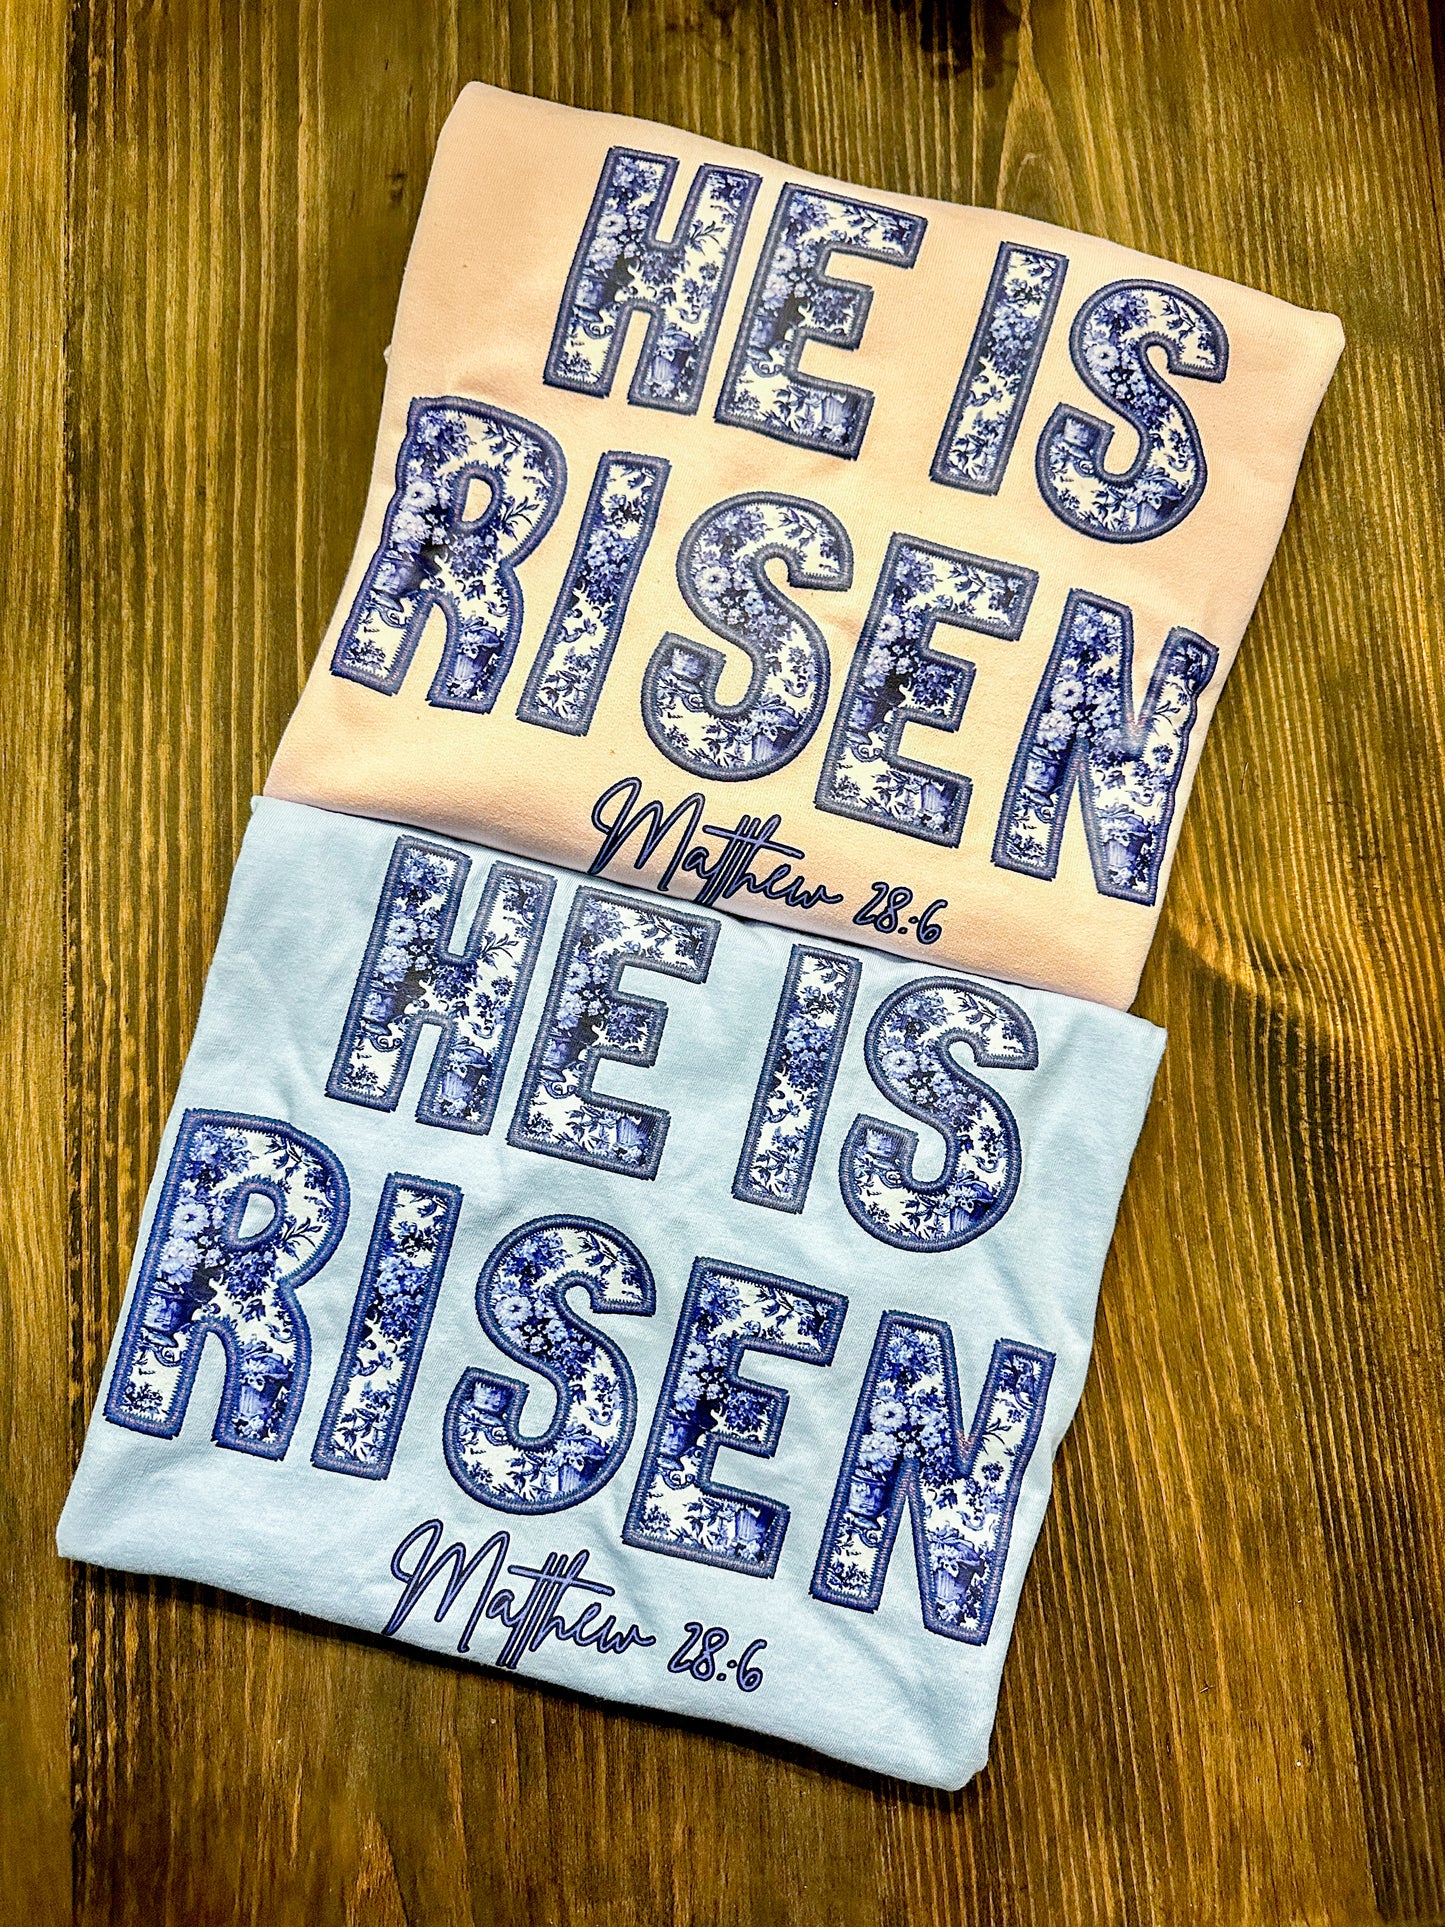 HE IS
RISEN
Matthew 28:6
HE IS
RISEN
Matthew 28:6